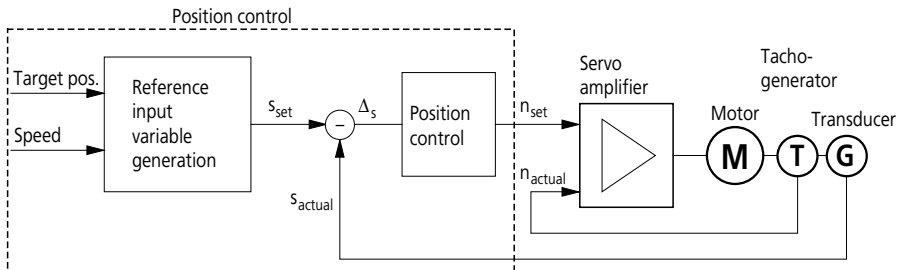 Position control
Target pos.
Speed
Reference
input
variable
generation
s_set
−
Δ_s
Position
control
n_set
n_actual
s_actual
Servo
amplifier
Motor
M
Tacho-
generator
T
Transducer
G